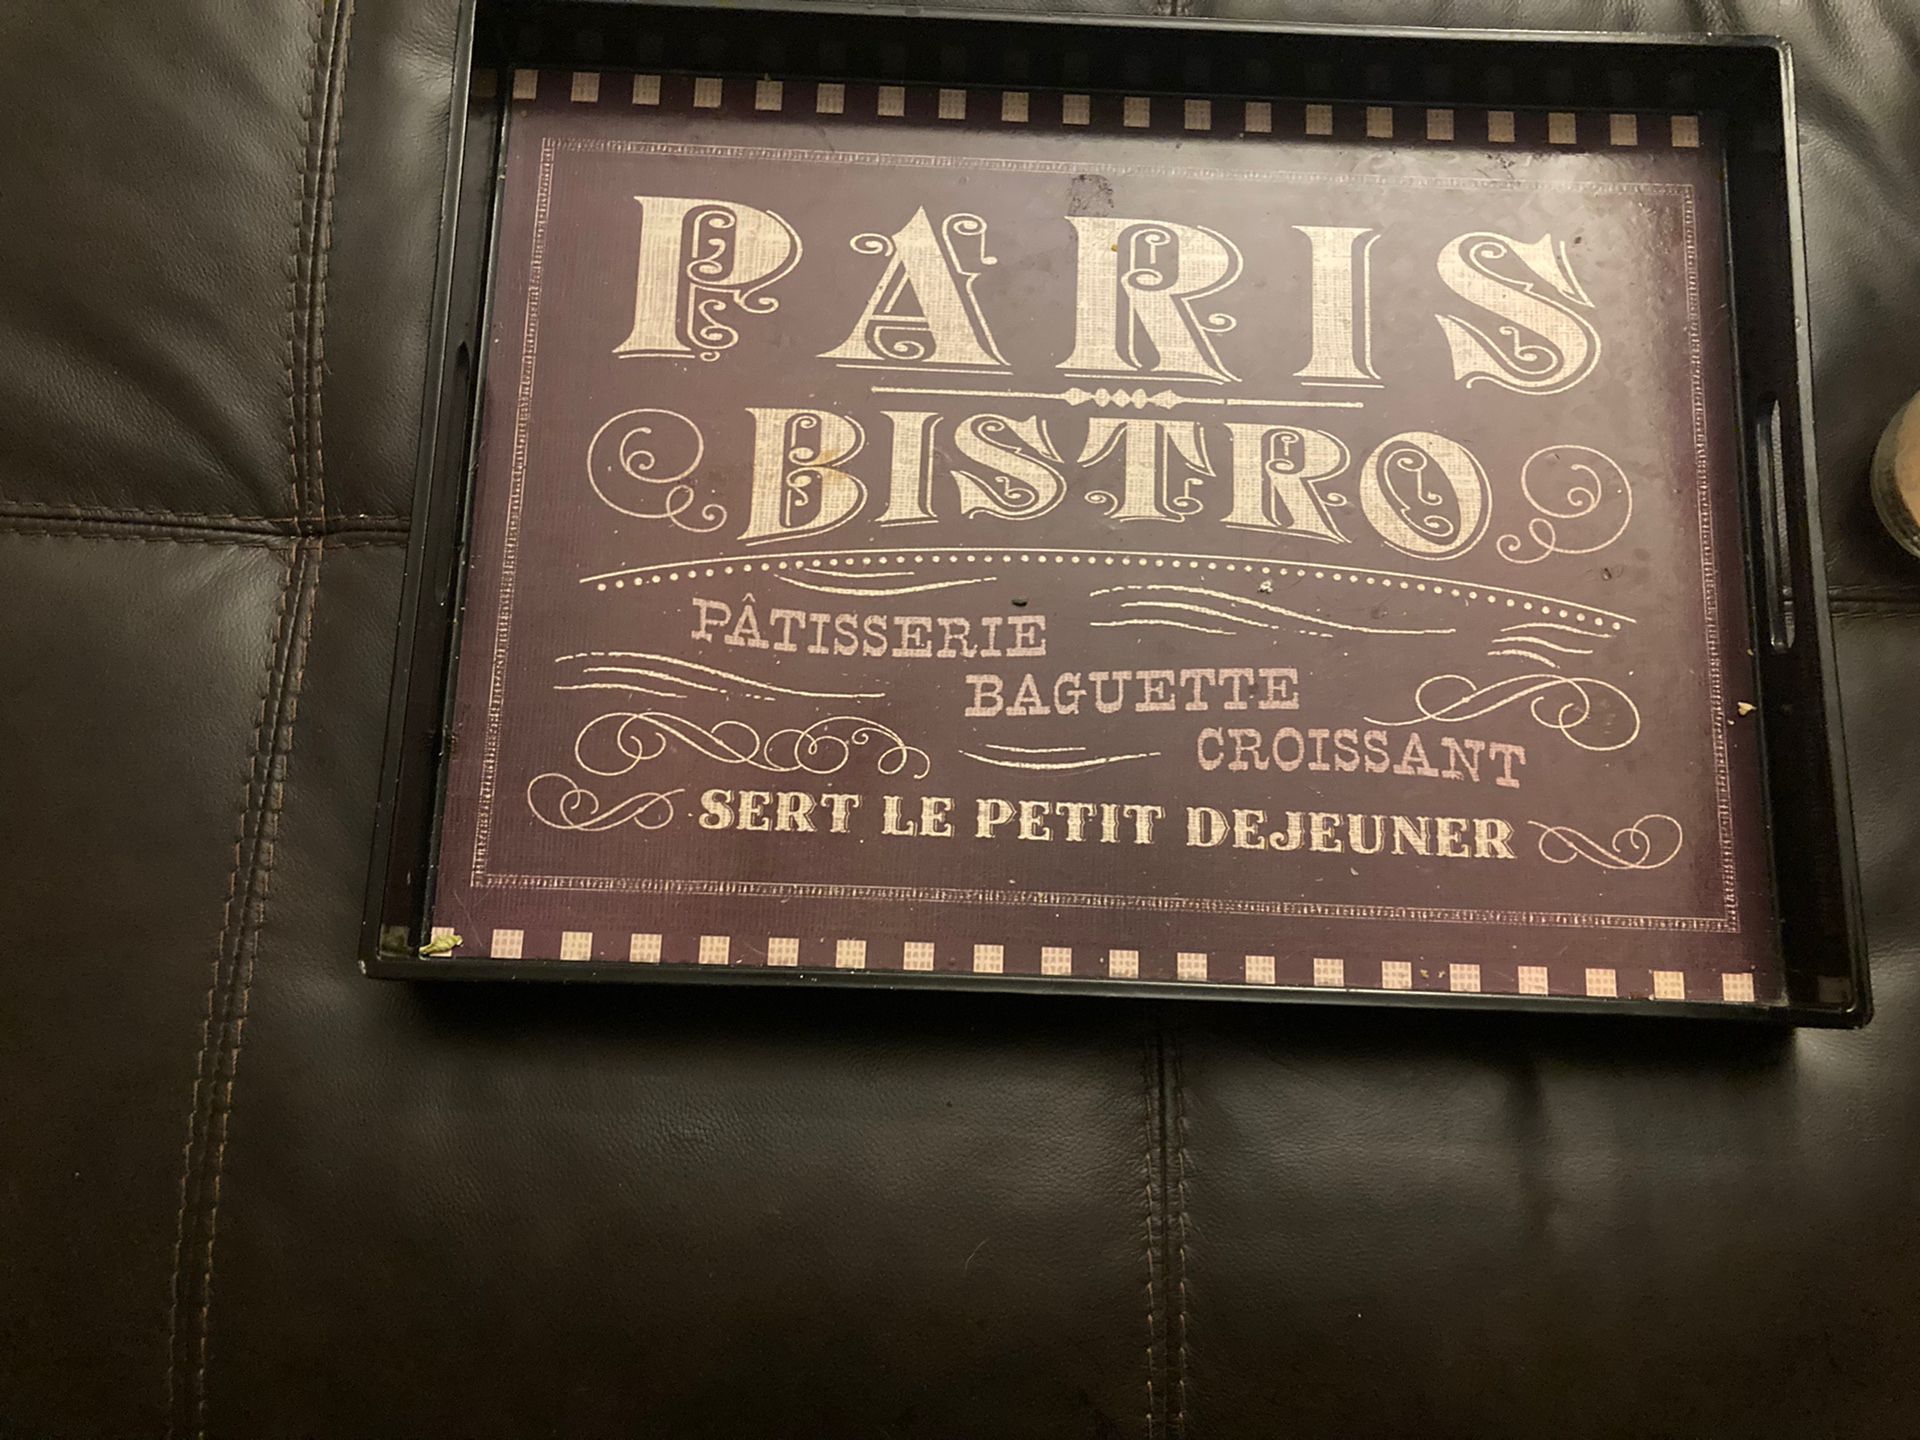 PARIS
BISTRO
PÂTISSERIE
BAGUETTE
CROISSANT
SERT LE PETIT DEJEUNER